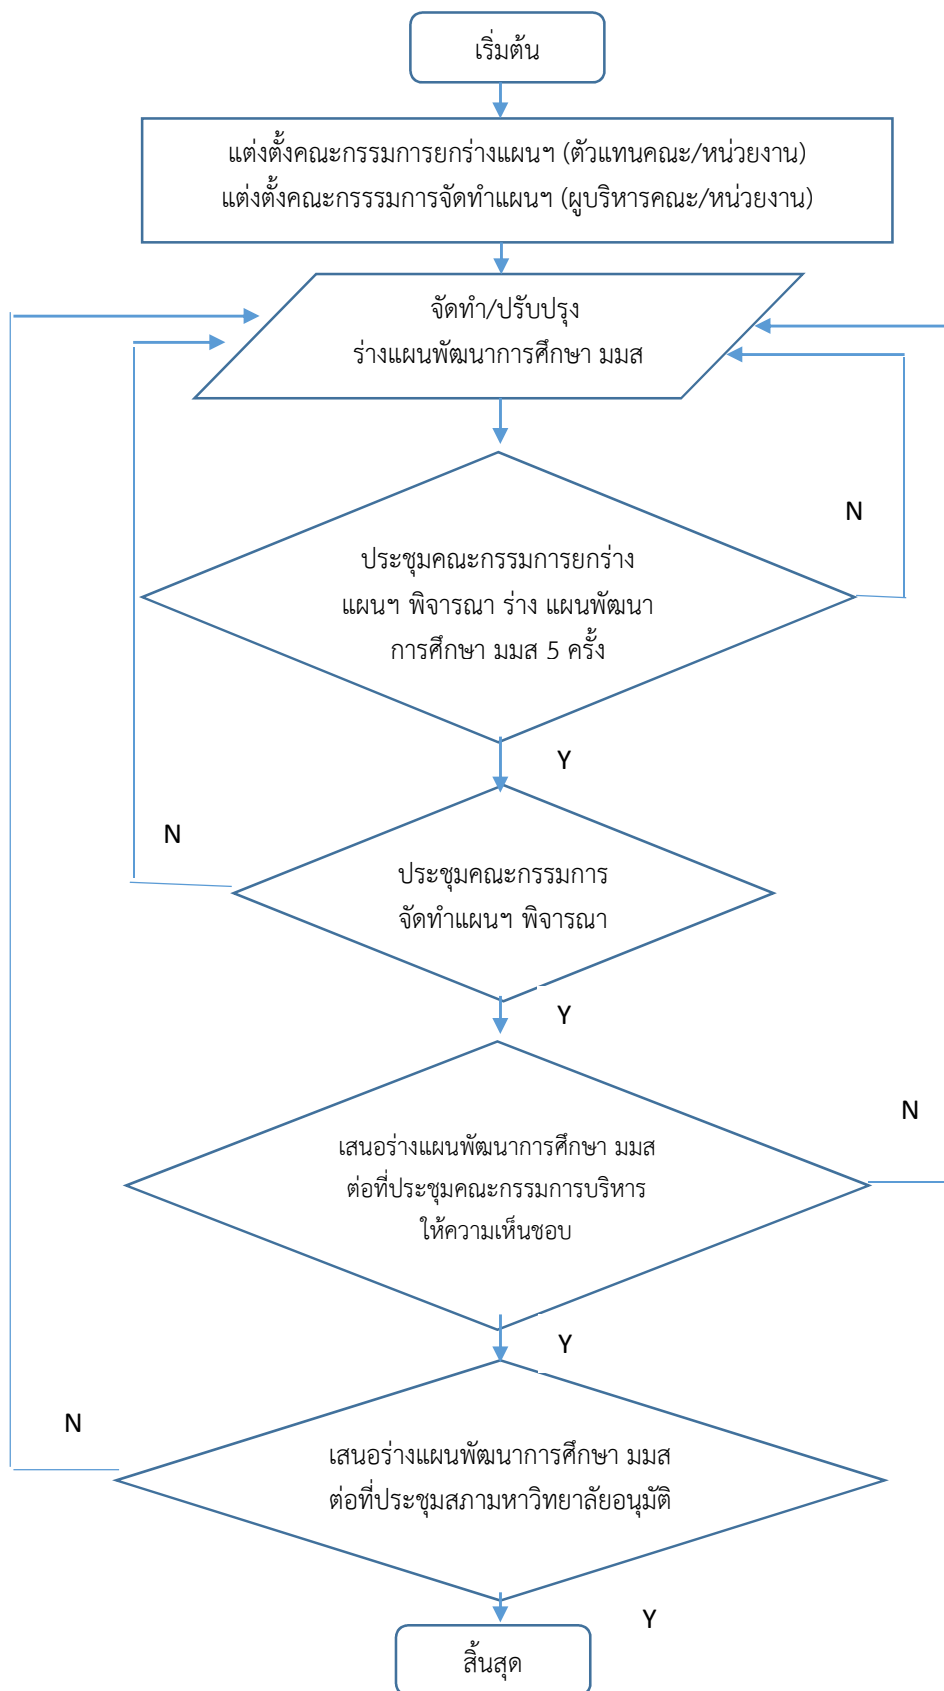 เริ่มต้น
แต่งตั้งคณะกรรมการยกร่างแผนฯ (ตัวแทนคณะ/หน่วยงาน)
แต่งตั้งคณะกรรรมการจัดทำแผนฯ (ผู้บริหารคณะ/หน่วยงาน)
จัดทำ/ปรับปรุง
ร่างแผนพัฒนาการศึกษา มมส
N
ประชุมคณะกรรมการยกร่าง
แผนฯ พิจารณา ร่าง แผนพัฒนา
การศึกษา มมส 5 ครั้ง
Y
N
ประชุมคณะกรรมการ
จัดทำแผนฯ พิจารณา
Y
N
เสนอร่างแผนพัฒนาการศึกษา มมส
ต่อที่ประชุมคณะกรรมการบริหาร
ให้ความเห็นชอบ
Y
N
เสนอร่างแผนพัฒนาการศึกษา มมส
ต่อที่ประชุมสภามหาวิทยาลัยอนุมัติ
Y
สิ้นสุด